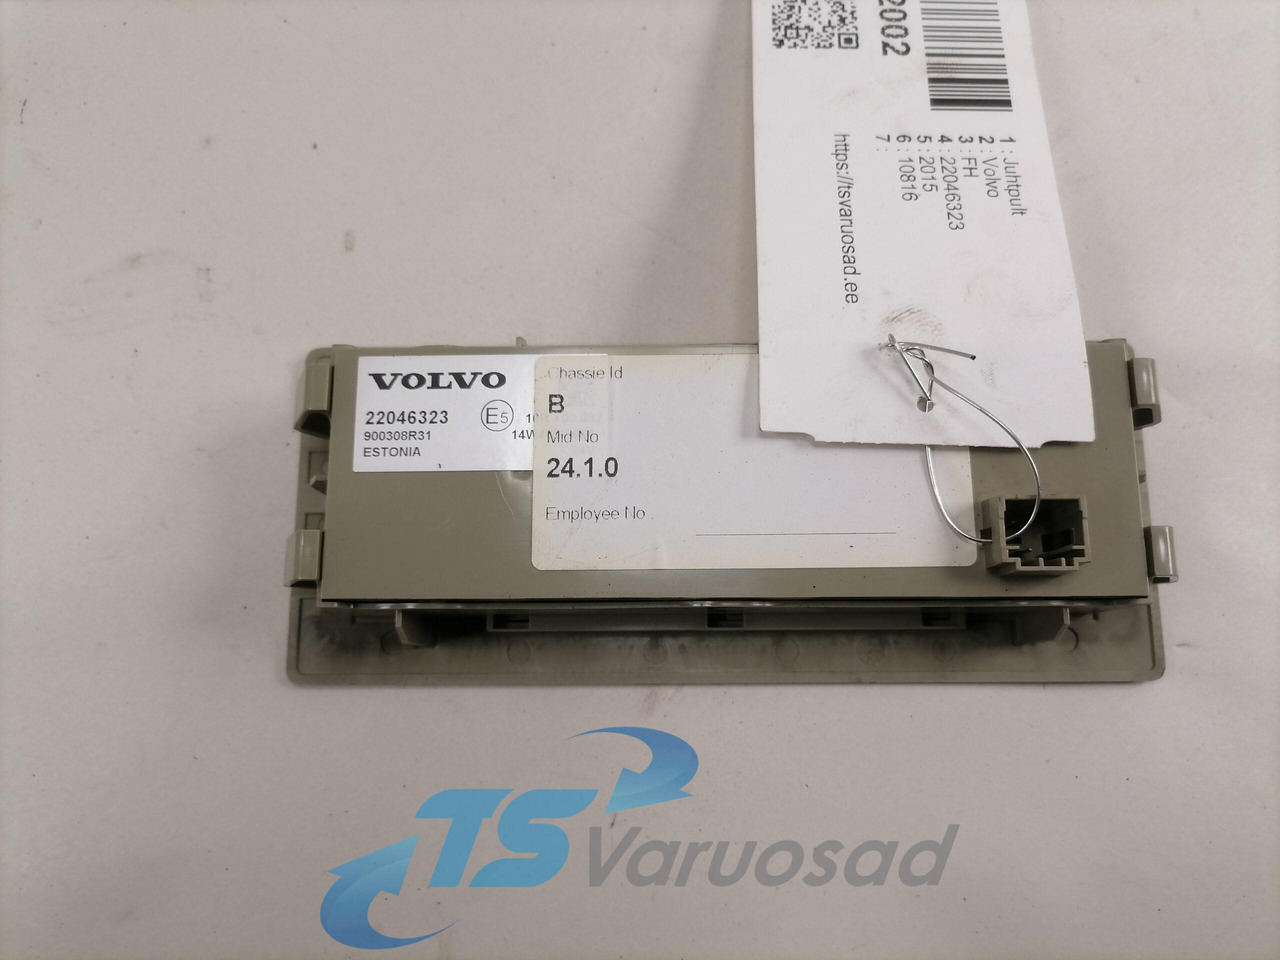 2002
1 : Juhtpult
2 : Volvo
3 : FH
4 : 22046323
5 : 2015
6 : 10816
7 :
https://tsvaruosad.ee
VOLVO
22046323
E5
900308R31
ESTONIA
Chassie Id
B
Mid No
24.1.0
Employee No
TS Varuosad